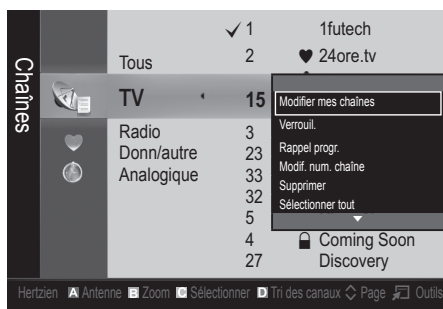 Chaînes
✓ 1 1futech
Tous 2 ♥ 24ore.tv
TV 15
Radio 3
Donn/autre 23
Analogique 33
32
5
4 Coming Soon
27 Discovery
Modifier mes chaînes
Verrouil.
Rappel progr.
Modif. num. chaîne
Supprimer
Sélectionner tout
Hertzien A Antenne B Zoom C Sélectionner D Tri des canaux Page Outils